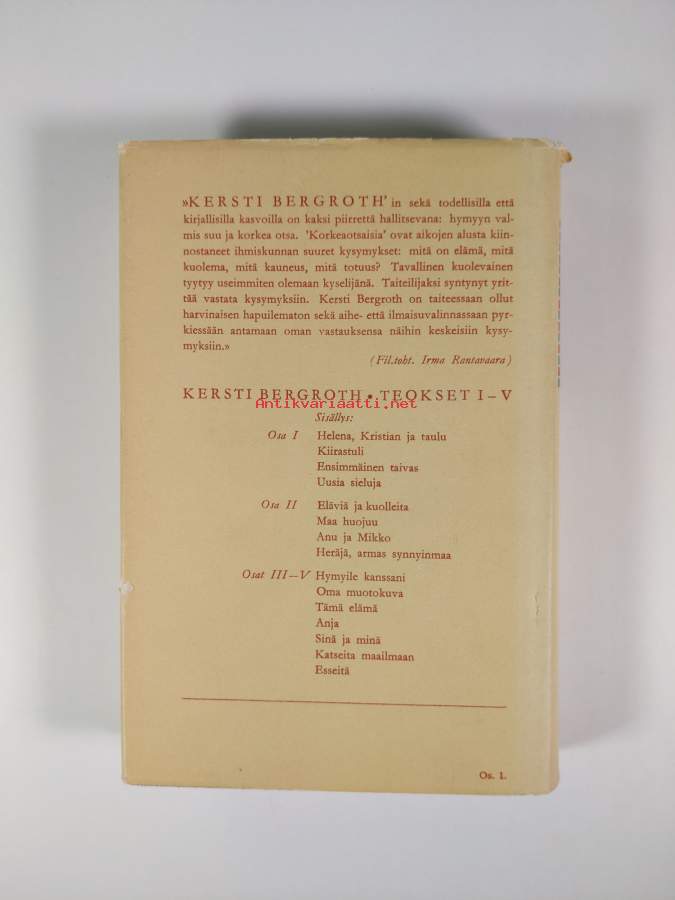 »KERSTI BERGROTH'in sekä todellisilla että
kirjallisilla kasvoilla on kaksi piirrettä hallitsevana: hymyyn val-
mis suu ja korkea otsa. 'Korkeaotsaisia' ovat aikojen alusta kiin-
nostaneet ihmiskunnan suuret kysymykset: mitä on elämä, mitä
kuolema, mitä kauneus, mitä totuus? Tavallinen kuolevainen
tyytyy useimmiten olemaan kyselijänä. Taiteilijaksi syntynyt yrit-
tää vastata kysymyksiin. Kersti Bergroth on taiteessaan ollut
harvinaisen hapuilematon sekä aihe- että ilmaisuvalinnassaan pyr-
kiessään antamaan oman vastauksensa näihin keskeisiin kysy-
myksiin.»
(Fil.toht. Irma Rantavaara)
KERSTI BERGROTH • TEOKSET I–V
Antikvariaatti.net
Sisällys:
Osa I Helena, Kristian ja taulu
Kiirastuli
Ensimmäinen taivas
Uusia sieluja
Osa II Eläviä ja kuolleita
Maa huojuu
Anu ja Mikko
Heräjä, armas synnyinmaa
Osat III–V Hymyile kanssani
Oma muotokuva
Tämä elämä
Anja
Sinä ja minä
Katseita maailmaan
Esseitä
Os. 1.